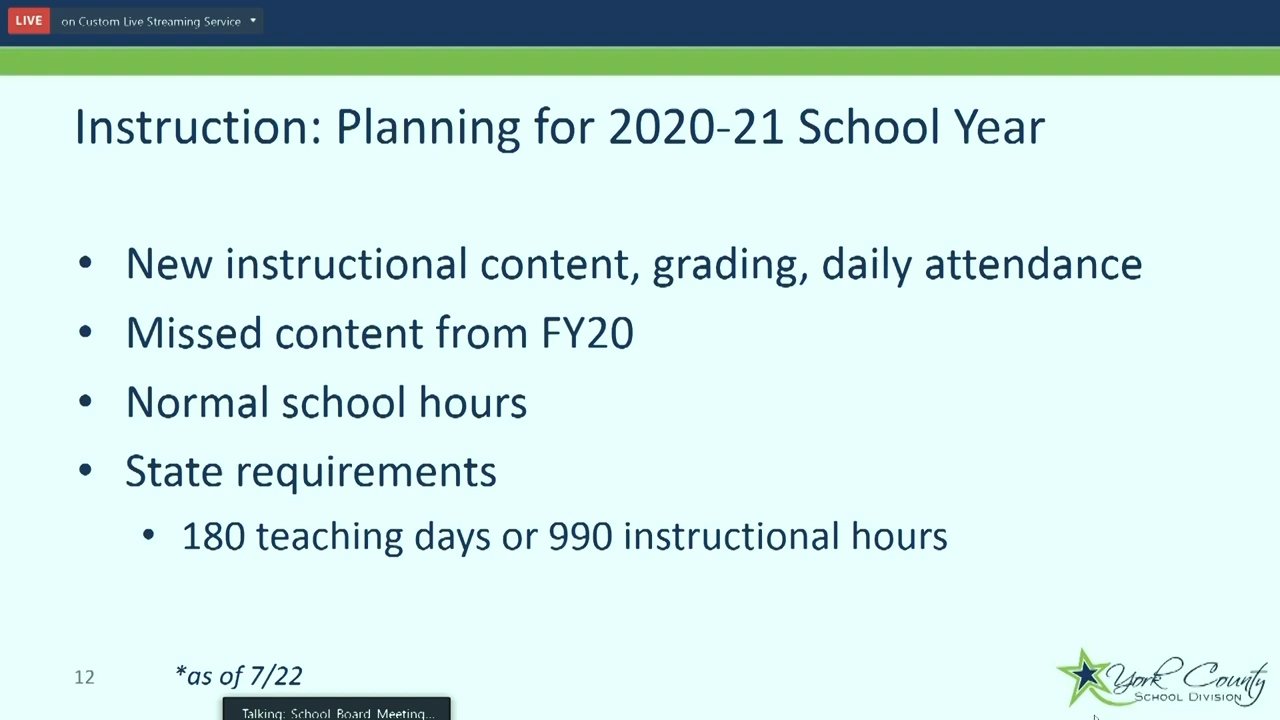 LIVE on Custom Live Streaming Service
Instruction: Planning for 2020-21 School Year
• New instructional content, grading, daily attendance
• Missed content from FY20
• Normal school hours
• State requirements
• 180 teaching days or 990 instructional hours
12 *as of 7/22
York County
SCHOOL DIVISION
Talking: School Board Meeting...